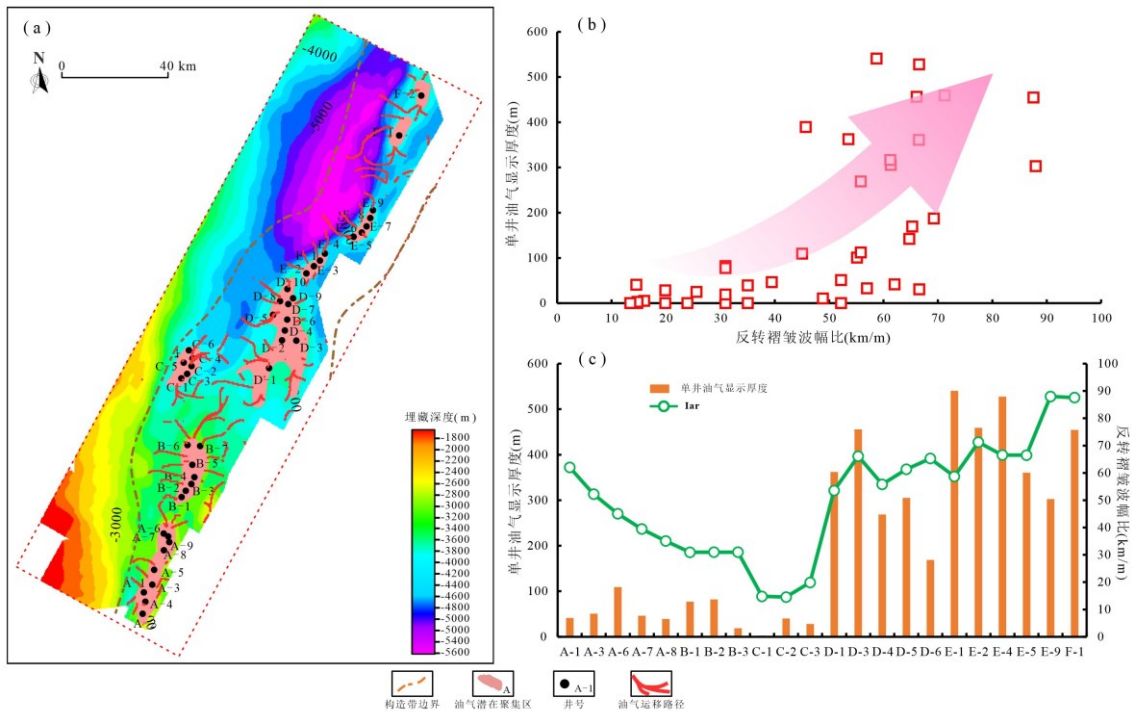 (a)
N
0
40 km
-4000
-5000
-3000
F-2
E-9
E-7
E-5
E-4
E-1
E-3
E-2
D-10
D-8
D-9
D-7
D-5
D-4
D-2
D-3
D-1
C-6
C-4
C-5
C-2
C-3
C-1
B-6
B-7
B-5
B-4
B-2
B-3
B-1
A-6
A-7
A-9
A-8
A-5
A-1
A-3
A-4
埋藏深度(m)
-1800
-2000
-2200
-2400
-2600
-2800
-3000
-3200
-3400
-3600
-3800
-4000
-4200
-4400
-4600
-4800
-5000
-5200
-5400
-5600
(b)
单井油气显示厚度(m)
600
500
400
300
200
100
0
0 10 20 30 40 50 60 70 80 90 100
反转褶皱波幅比(km/m)
(c)
单井油气显示厚度
Iar
单井油气显示厚度(m)
600
500
400
300
200
100
0
反转褶皱波幅比(km/m)
100
90
80
70
60
50
40
30
20
10
0
A-1 A-3 A-6 A-7 A-8 B-1 B-2 B-3 C-1 C-2 C-3 D-1 D-3 D-4 D-5 D-6 E-1 E-2 E-4 E-5 E-9 F-1
构造带边界
A
油气潜在聚集区
A-1
井号
油气运移路径